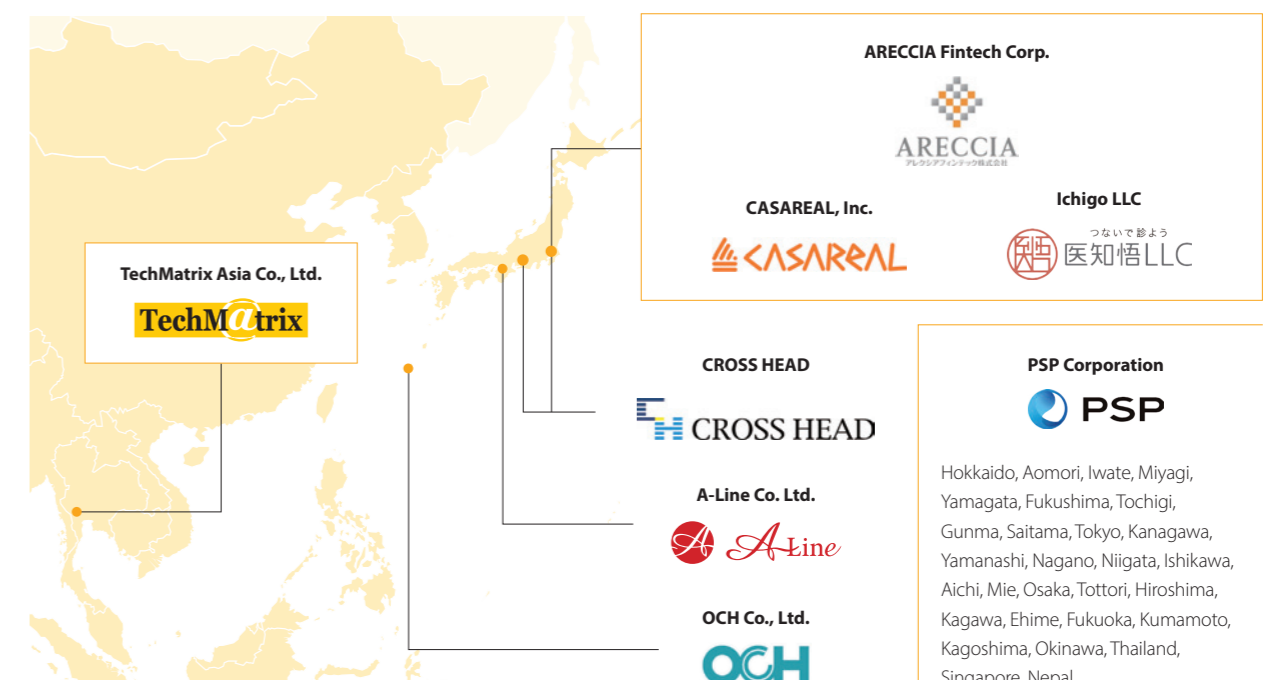 ARECCIA Fintech Corp.
ARECCIA
アレクシアフィンテック株式会社
CASAREAL, Inc.
CASAREAL
Ichigo LLC
つないで診よう
医知悟LLC
TechMatrix Asia Co., Ltd.
TechM@trix
CROSS HEAD
CH CROSS HEAD
A-Line Co. Ltd.
A A-Line
OCH Co., Ltd.
OCH
PSP Corporation
PSP
Hokkaido, Aomori, Iwate, Miyagi,
Yamagata, Fukushima, Tochigi,
Gunma, Saitama, Tokyo, Kanagawa,
Yamanashi, Nagano, Niigata, Ishikawa,
Aichi, Mie, Osaka, Tottori, Hiroshima,
Kagawa, Ehime, Fukuoka, Kumamoto,
Kagoshima, Okinawa, Thailand,
Singapore, Nepal